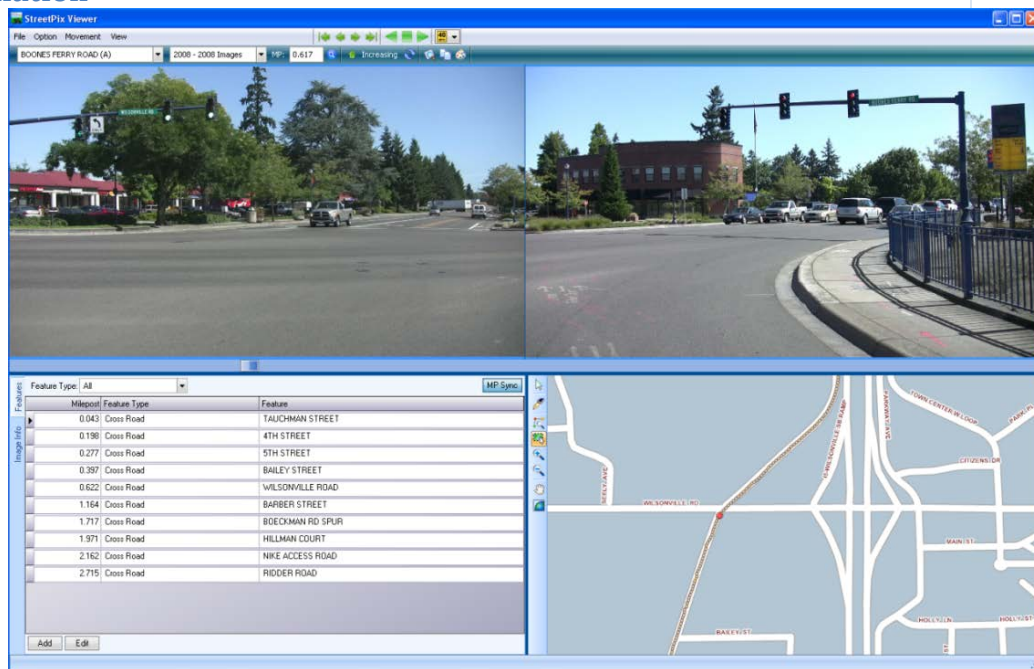 StreetPix Viewer
File Option Movement View
40
BOONES FERRY ROAD (A) 2008 - 2008 Images MP: 0.617 Increasing
WILSONVILLE RD
Features
Image Info
Feature Type: All MP Sync
Milepost Feature Type Feature
0.043 Cross Road TAUCHMAN STREET
0.198 Cross Road 4TH STREET
0.277 Cross Road 5TH STREET
0.397 Cross Road BAILEY STREET
0.622 Cross Road WILSONVILLE ROAD
1.164 Cross Road BARBER STREET
1.717 Cross Road BOECKMAN RD SPUR
1.971 Cross Road HILLMAN COURT
2.162 Cross Road NIKE ACCESS ROAD
2.715 Cross Road RIDDER ROAD
Add Edit
TOWN CENTER W LOOP
PARKWAY AVE
CITIZENS DR
WILSONVILLE RD
MAIN ST
HOLLY LN
BAILEY ST